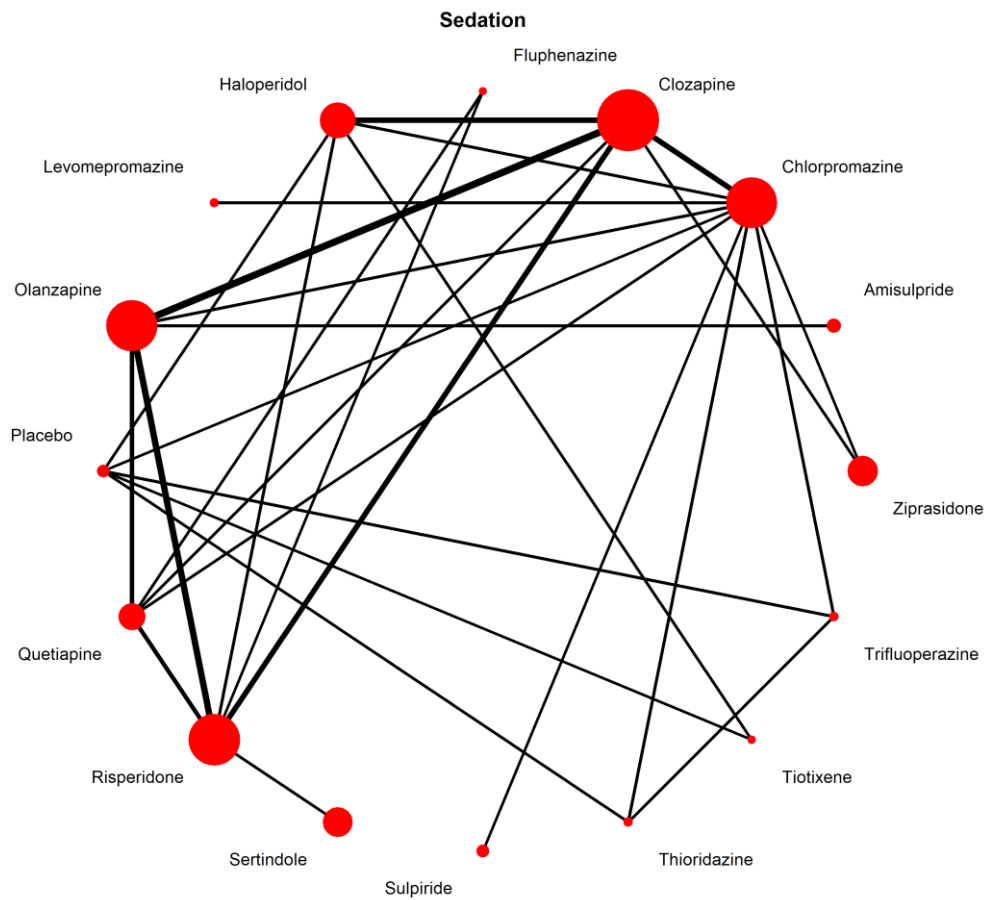 Sedation
Fluphenazine
Haloperidol
Clozapine
Levomepromazine
Chlorpromazine
Olanzapine
Amisulpride
Placebo
Ziprasidone
Quetiapine
Trifluoperazine
Risperidone
Tiotixene
Sertindole
Thioridazine
Sulpiride